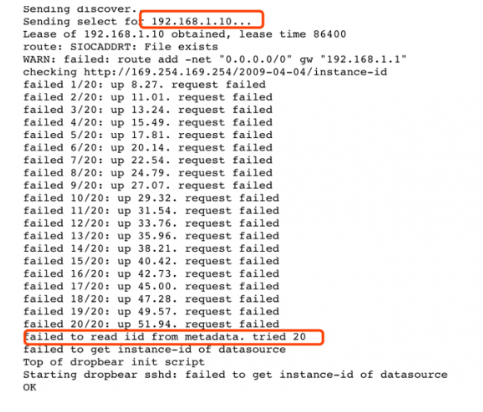 Sending discover.
Sending select for 192.168.1.10...
Lease of 192.168.1.10 obtained, lease time 86400
route: SIOCADDRT: File exists
WARN: failed: route add -net "0.0.0.0/0" gw "192.168.1.1"
checking http://169.254.169.254/2009-04-04/instance-id
failed 1/20: up 8.27. request failed
failed 2/20: up 11.01. request failed
failed 3/20: up 13.24. request failed
failed 4/20: up 15.49. request failed
failed 5/20: up 17.81. request failed
failed 6/20: up 20.14. request failed
failed 7/20: up 22.54. request failed
failed 8/20: up 24.79. request failed
failed 9/20: up 27.07. request failed
failed 10/20: up 29.32. request failed
failed 11/20: up 31.54. request failed
failed 12/20: up 33.76. request failed
failed 13/20: up 35.96. request failed
failed 14/20: up 38.21. request failed
failed 15/20: up 40.42. request failed
failed 16/20: up 42.73. request failed
failed 17/20: up 45.00. request failed
failed 18/20: up 47.28. request failed
failed 19/20: up 49.57. request failed
failed 20/20: up 51.94. request failed
failed to read iid from metadata. tried 20
failed to get instance-id of datasource
Top of dropbear init script
Starting dropbear sshd: failed to get instance-id of datasource
OK